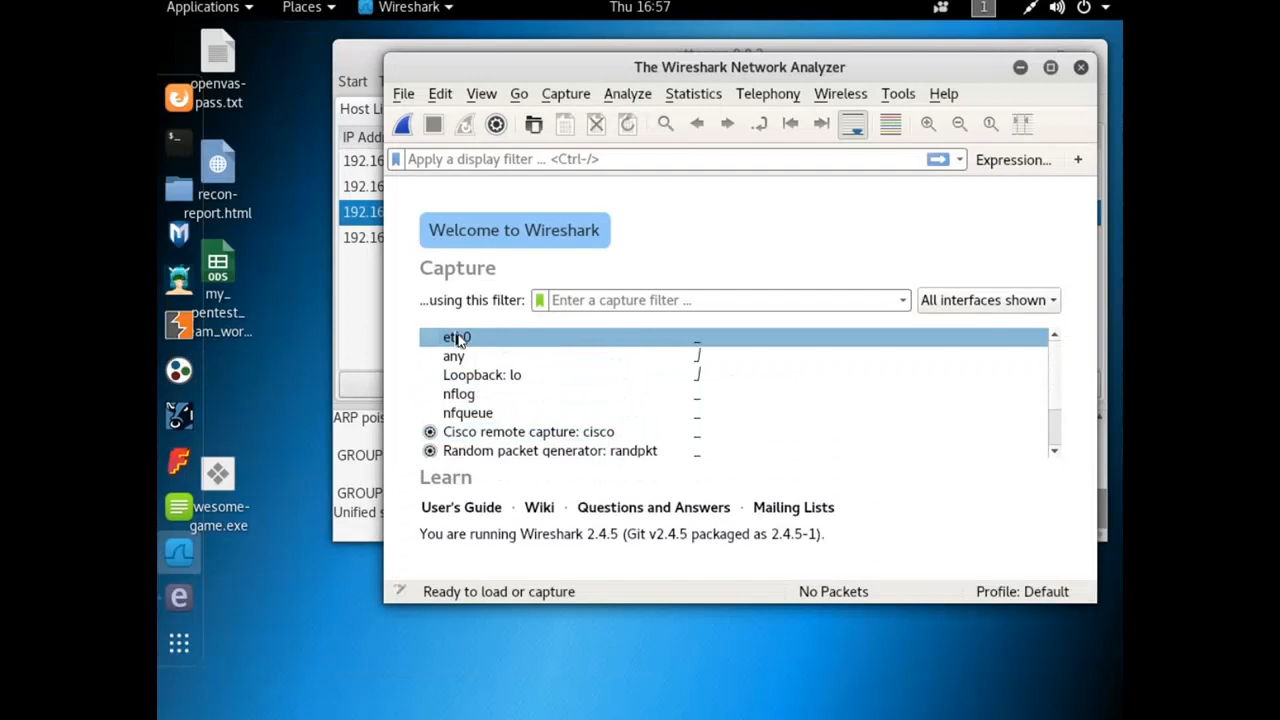 Applications Places Wireshark Thu 16:57 1
openvas-
pass.txt
recon-
report.html
ODS
my_
pentest_
eam_wor...
wesome-
game.exe
Start
Host Li
IP Addr
192.16
192.16
192.16
192.16
ARP pois
GROUP
GROUP
Unified s
The Wireshark Network Analyzer
File Edit View Go Capture Analyze Statistics Telephony Wireless Tools Help
Apply a display filter ... <Ctrl-/> Expression... +
Welcome to Wireshark
Capture
...using this filter: Enter a capture filter ... All interfaces shown
eth0
any
Loopback: lo
nflog
nfqueue
Cisco remote capture: cisco
Random packet generator: randpkt
Learn
User's Guide · Wiki · Questions and Answers · Mailing Lists
You are running Wireshark 2.4.5 (Git v2.4.5 packaged as 2.4.5-1).
Ready to load or capture No Packets Profile: Default